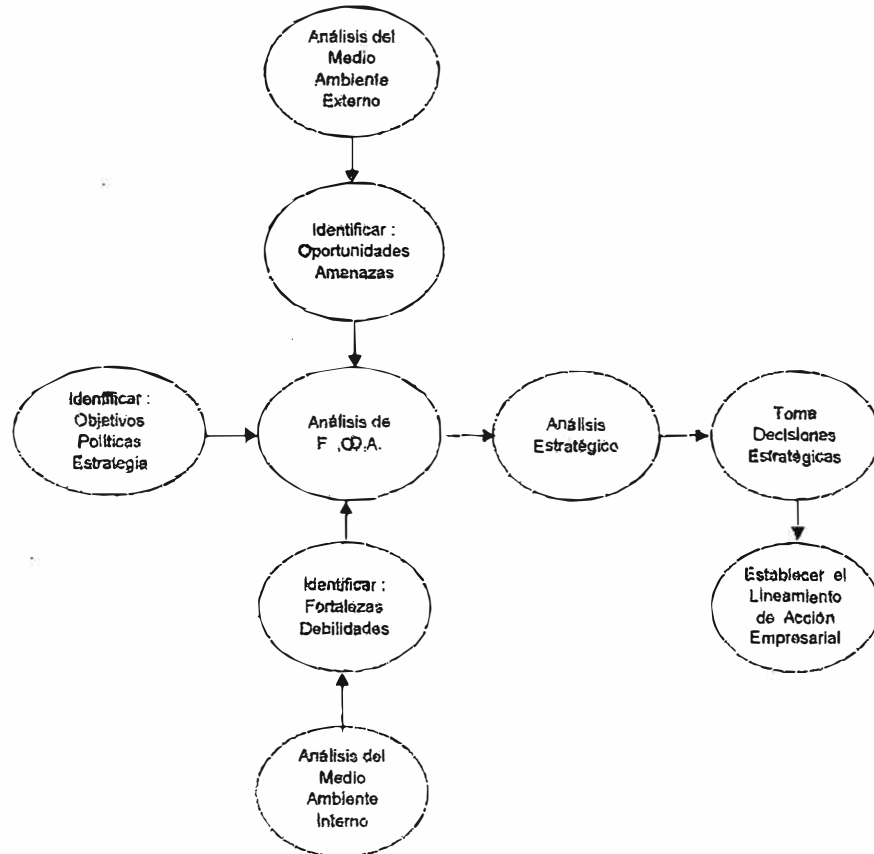 Análisis del
Medio
Ambiente
Externo
Identificar :
Oportunidades
Amenazas
Identificar :
Objetivos
Políticas
Estrategia
Análisis de
Análisis
Estratégico
Toma
Decisiones
Estratégicas
Identificar :
Fortalezas
Debilidades
Establecer el
Lineamiento
de Acción
Empresarial
Análisis del
Medio
Ambiente
Interno